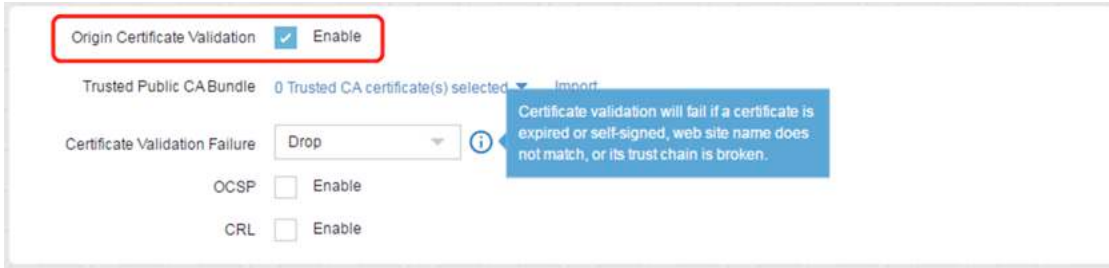 Origin Certificate Validation Enable
Trusted Public CA Bundle 0 Trusted CA certificate(s) selected Import
Certificate validation will fail if a certificate is
expired or self-signed, web site name does
not match, or its trust chain is broken.
Certificate Validation Failure Drop
OCSP Enable
CRL Enable